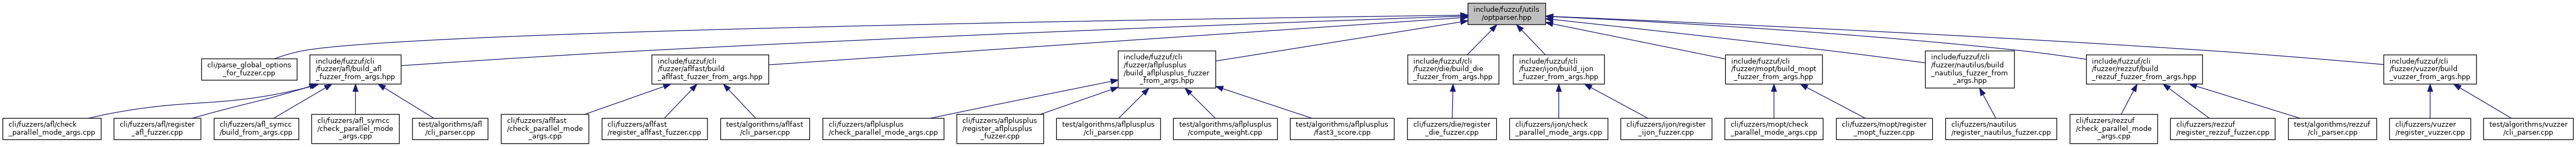 include/fuzzuf/utils
/optparser.hpp
cli/parse_global_options
_for_fuzzer.cpp
include/fuzzuf/cli
/fuzzer/afl/build_afl
_fuzzer_from_args.hpp
include/fuzzuf/cli
/fuzzer/aflfast/build
_aflfast_fuzzer_from_args.hpp
include/fuzzuf/cli
/fuzzer/aflplusplus
/build_aflplusplus_fuzzer
_from_args.hpp
include/fuzzuf/cli
/fuzzer/die/build_die
_fuzzer_from_args.hpp
include/fuzzuf/cli
/fuzzer/ijon/build_ijon
_fuzzer_from_args.hpp
include/fuzzuf/cli
/fuzzer/mopt/build_mopt
_fuzzer_from_args.hpp
include/fuzzuf/cli
/fuzzer/nautilus/build
_nautilus_fuzzer_from
_args.hpp
include/fuzzuf/cli
/fuzzer/rezzuf/build
_rezzuf_fuzzer_from_args.hpp
include/fuzzuf/cli
/fuzzer/vuzzer/build
_vuzzer_from_args.hpp
cli/fuzzers/afl/check
_parallel_mode_args.cpp
cli/fuzzers/afl/register
_afl_fuzzer.cpp
cli/fuzzers/afl_symcc
/build_from_args.cpp
cli/fuzzers/afl_symcc
/check_parallel_mode
_args.cpp
test/algorithms/afl
/cli_parser.cpp
cli/fuzzers/aflfast
/check_parallel_mode
_args.cpp
cli/fuzzers/aflfast
/register_aflfast_fuzzer.cpp
test/algorithms/aflfast
/cli_parser.cpp
cli/fuzzers/aflplusplus
/check_parallel_mode_args.cpp
cli/fuzzers/aflplusplus
/register_aflplusplus
_fuzzer.cpp
test/algorithms/aflplusplus
/cli_parser.cpp
test/algorithms/aflplusplus
/compute_weight.cpp
test/algorithms/aflplusplus
/fast3_score.cpp
cli/fuzzers/die/register
_die_fuzzer.cpp
cli/fuzzers/ijon/check
_parallel_mode_args.cpp
cli/fuzzers/ijon/register
_ijon_fuzzer.cpp
cli/fuzzers/mopt/check
_parallel_mode_args.cpp
cli/fuzzers/mopt/register
_mopt_fuzzer.cpp
cli/fuzzers/nautilus
/register_nautilus_fuzzer.cpp
cli/fuzzers/rezzuf
/check_parallel_mode
_args.cpp
cli/fuzzers/rezzuf
/register_rezzuf_fuzzer.cpp
test/algorithms/rezzuf
/cli_parser.cpp
cli/fuzzers/vuzzer
/register_vuzzer.cpp
test/algorithms/vuzzer
/cli_parser.cpp